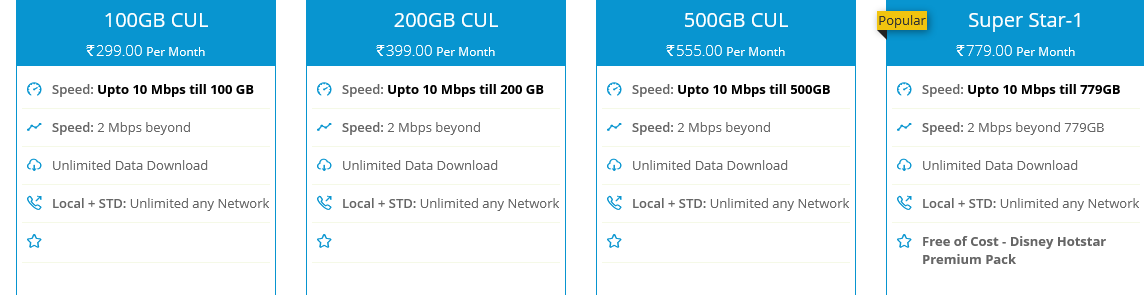 100GB CUL
₹299.00 Per Month
Speed: Upto 10 Mbps till 100 GB
Speed: 2 Mbps beyond
Unlimited Data Download
Local + STD: Unlimited any Network
200GB CUL
₹399.00 Per Month
Speed: Upto 10 Mbps till 200 GB
Speed: 2 Mbps beyond
Unlimited Data Download
Local + STD: Unlimited any Network
500GB CUL
₹555.00 Per Month
Speed: Upto 10 Mbps till 500GB
Speed: 2 Mbps beyond
Unlimited Data Download
Local + STD: Unlimited any Network
Popular
Super Star-1
₹779.00 Per Month
Speed: Upto 10 Mbps till 779GB
Speed: 2 Mbps beyond 779GB
Unlimited Data Download
Local + STD: Unlimited any Network
Free of Cost - Disney Hotstar
Premium Pack